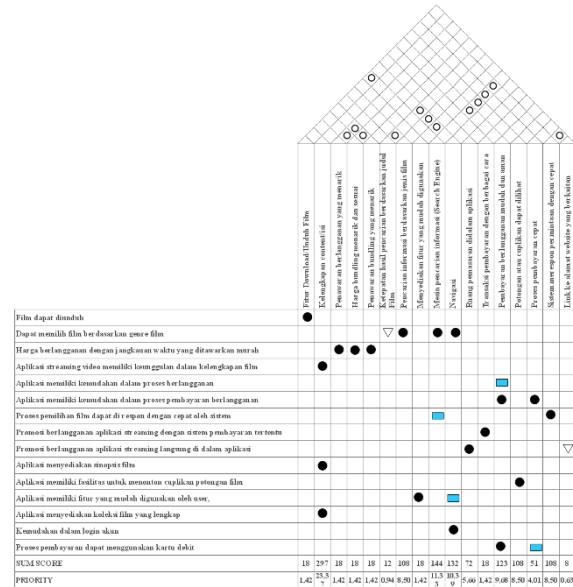 Fitur Download/Unduh Film
Kelengkapan content/isi
Penawaran berlangganan yang menarik
Harga bundling menarik dan sesuai
Penawaran bundling yang menarik
Ketepatan hasil pencarian berdasarkan judul
Film
Pencarian informasi berdasarkan jenis film
Menyediakan fitur yang mudah digunakan
Mesin pencarian informasi (Search Engine)
Navigasi
Ruang pemasaran didalam aplikasi
Transaksi pembayaran dengan berbagai cara
Pembayaran berlangganan mudah dan aman
Potongan atau cuplikan dapat dilihat
Proses pembayaran cepat
Sistem merespon permintaan dengan cepat
Link ke alamat website yang berkaitan
Film dapat diunduh
Dapat memilih film berdasarkan genre film
Harga berlangganan dengan jangkauan waktu yang ditawarkan murah
Aplikasi streaming video memiliki keunggulan dalam kelengkapan film
Aplikasi memiliki kemudahan dalam proses berlangganan
Aplikasi memiliki kemudahan dalam proses pembayaran berlangganan
Proses pemilihan film dapat di respon dengan cepat oleh sistem
Promosi berlangganan aplikasi streaming dengan sistem pembayaran tertentu
Promosi berlangganan aplikasi streaming langsung di dalam aplikasi
Aplikasi menyediakan sinopsis film
Aplikasi memiliki fasilitas untuk menonton cuplikan potongan film
Aplikasi memiliki fitur yang mudah digunakan oleh user,
Aplikasi menyediakan koleksi film yang lengkap
Kemudahan dalam login akun
Proses pembayaran dapat menggunakan kartu debit
SUM SCORE 18 297 18 18 18 12 108 18 144 132 72 18 123 108 51 108 8
PRIORITY 1,42 23,37 1,42 1,42 1,42 0,94 8,50 1,42 11,33 10,39 5,66 1,42 9,68 8,50 4,01 8,50 0,63